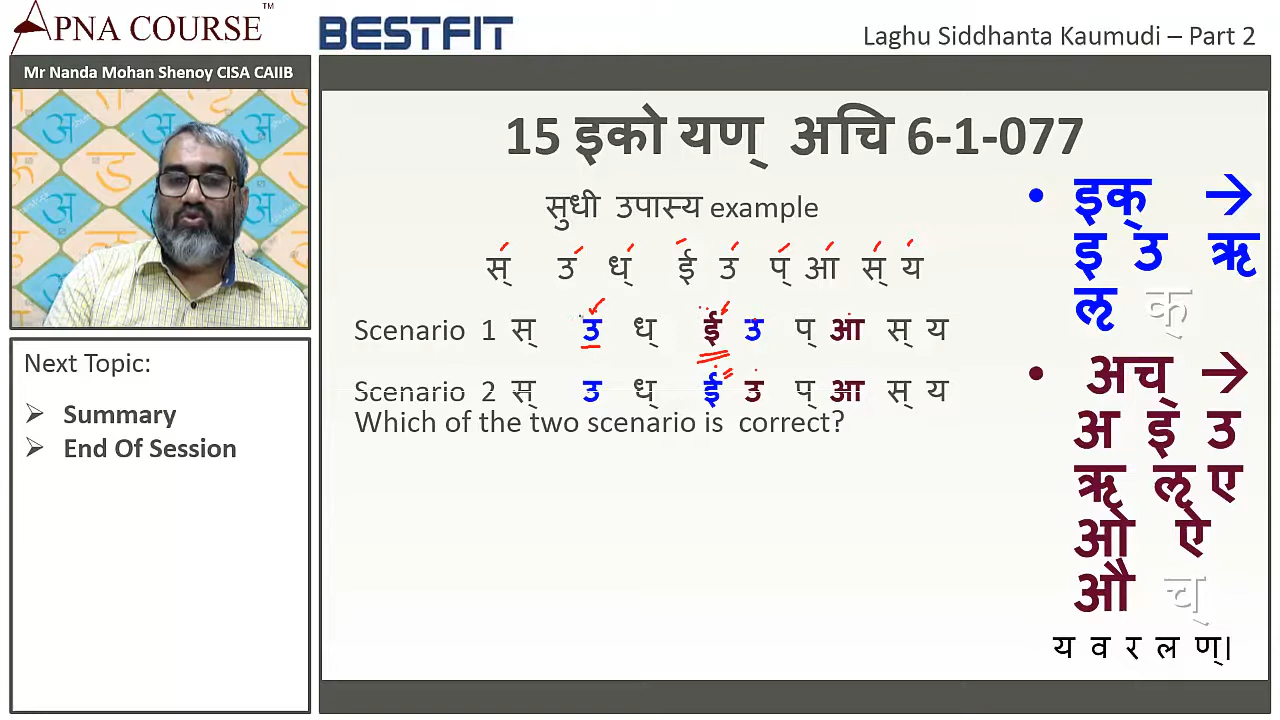 APNA COURSE™
BESTFIT
Laghu Siddhanta Kaumudi – Part 2
Mr Nanda Mohan Shenoy CISA CAIIB
Next Topic:
Summary
End Of Session
15 इको यण् अचि 6-1-077
सुधी उपास्य example
स् उ ध् ई उ प् आ स् य
Scenario 1 स् उ ध् ई उ प् आ स् य
Scenario 2 स् उ ध् ई उ प् आ स् य
Which of the two scenario is correct?
• इक् →
इ उ ऋ
ऌ क्
• अच् →
अ इ उ
ऋ ऌ ए
ओ ऐ
औ च्
य व र ल ण्।